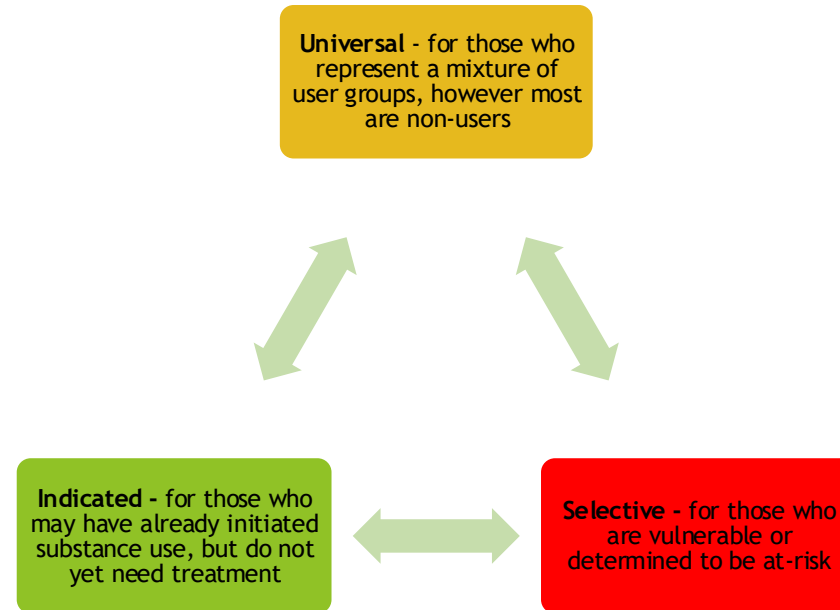 Universal - for those who
represent a mixture of
user groups, however most
are non-users
Indicated - for those who
may have already initiated
substance use, but do not
yet need treatment
Selective - for those who
are vulnerable or
determined to be at-risk